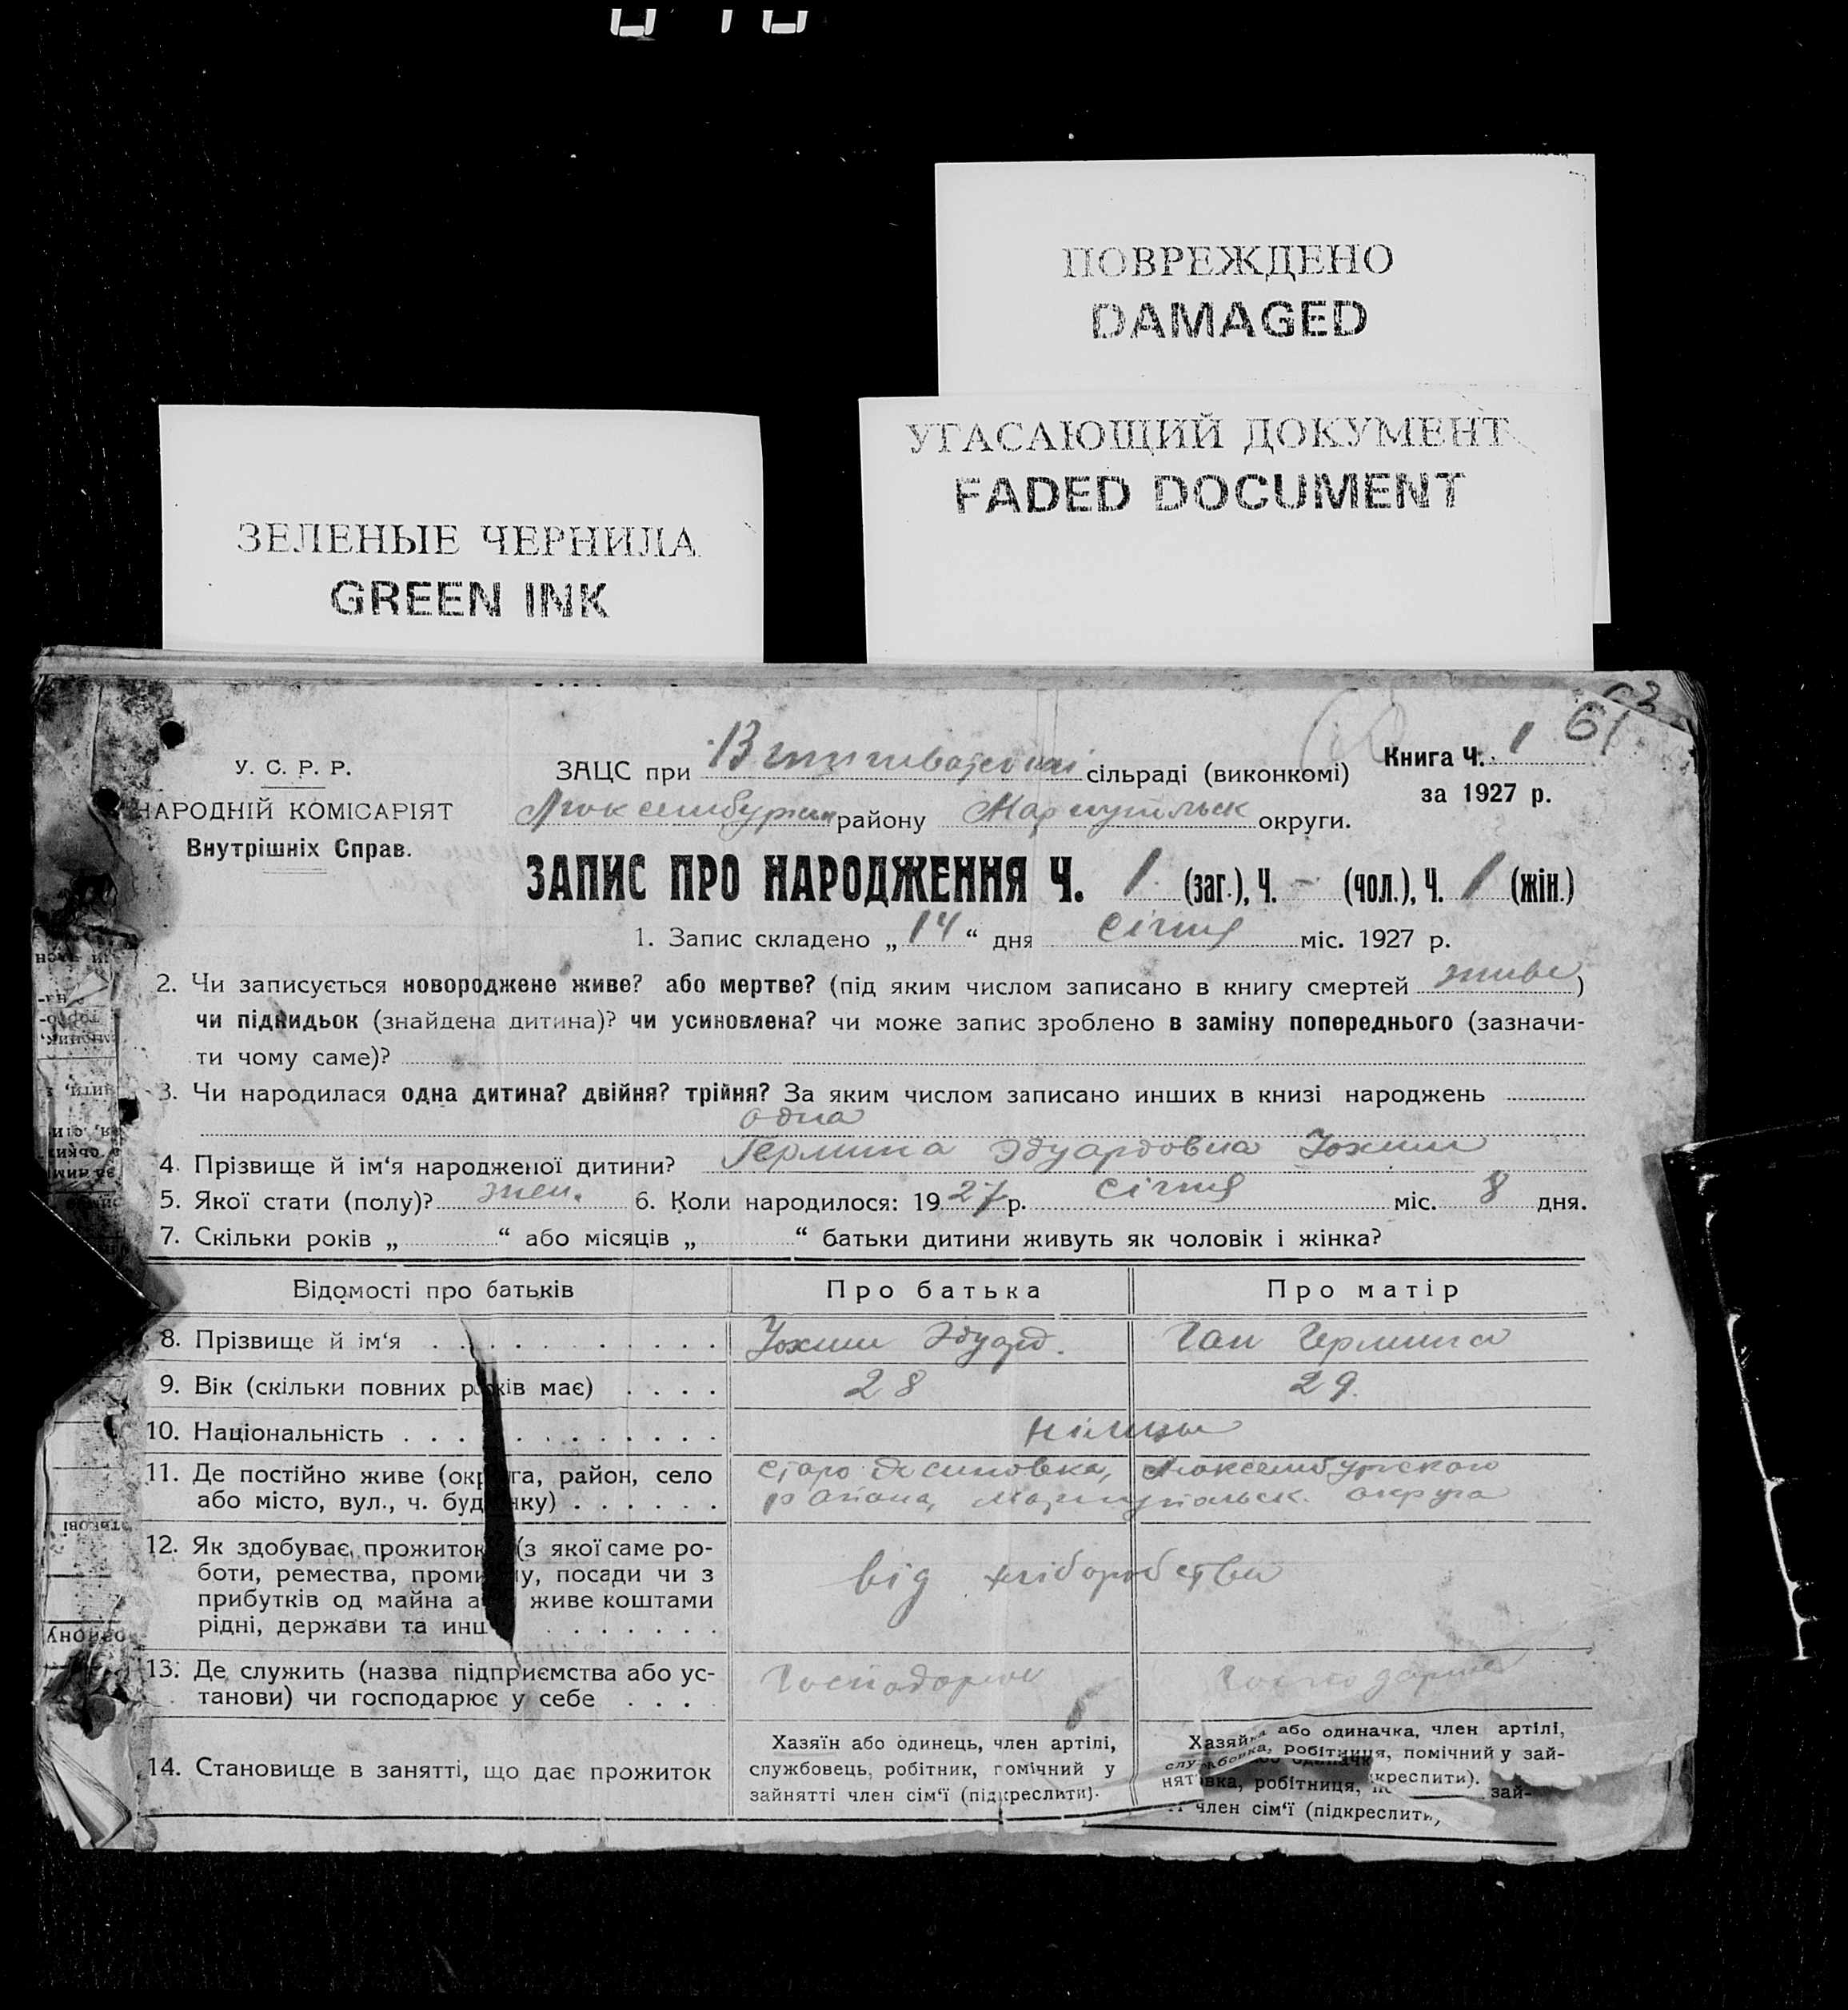 ПОВРЕЖДЕНО
DAMAGED
УГАСАЮЩИЙ ДОКУМЕНТ
FADED DOCUMENT
ЗЕЛЕНЫЕ ЧЕРНИЛА
GREEN INK
61
У. С. Р. Р.
НАРОДНІЙ КОМІСАРІЯТ
Внутрішніх Справ.
ЗАЦС при сільраді (виконкомі)
Книга Ч. 1
за 1927 р.
району Мариупільск округи.
ЗАПИС ПРО НАРОДЖЕННЯ Ч. 1 (заг.), Ч. - (чол.), Ч. 1 (жін.)
1. Запис складено „ 14 “ дня січня міс. 1927 р.
2. Чи записується новороджене живе? або мертве? (під яким числом записано в книгу смертей живе)
чи підкидьок (знайдена дитина)? чи усиновлена? чи може запис зроблено в заміну попереднього (зазначи-
ти чому саме)?
3. Чи народилася одна дитина? двійня? трійня? За яким числом записано инших в книзі народжень
одна
4. Прізвище й ім‘я народженої дитини? Гермина Эдуардовна
5. Якої стати (полу)? жен. 6. Коли народилося: 1927 р. січня міс. 8 дня.
7. Скільки років „ “ або місяців „ “ батьки дитини живуть як чоловік і жінка?
Відомості про батьків Про батька Про матір
8. Прізвище й ім‘я Эдуард. Ган Гермина
9. Вік (скільки повних років має) 28 29.
10. Національність німцы
11. Де постійно живе (округа, район, село
або місто, вул., ч. будинку)
района, округа
12. Як здобуває прожиток (з якої саме ро-
боти, ремества, промислу, посади чи з
прибутків од майна або живе коштами
рідні, держави та инш.
від хліборобства
13. Де служить (назва підприємства або ус-
танови) чи господарює у себе
Господарює Господарює
14. Становище в занятті, що дає прожиток
Хазяїн або одинець, член артілі,
службовець, робітник, помічний у
зайнятті член сім‘ї (підкреслити).
Хазяйка або одиначка, член артілі,
робітниця, помічний у зай-
член сім‘ї (підкреслити)